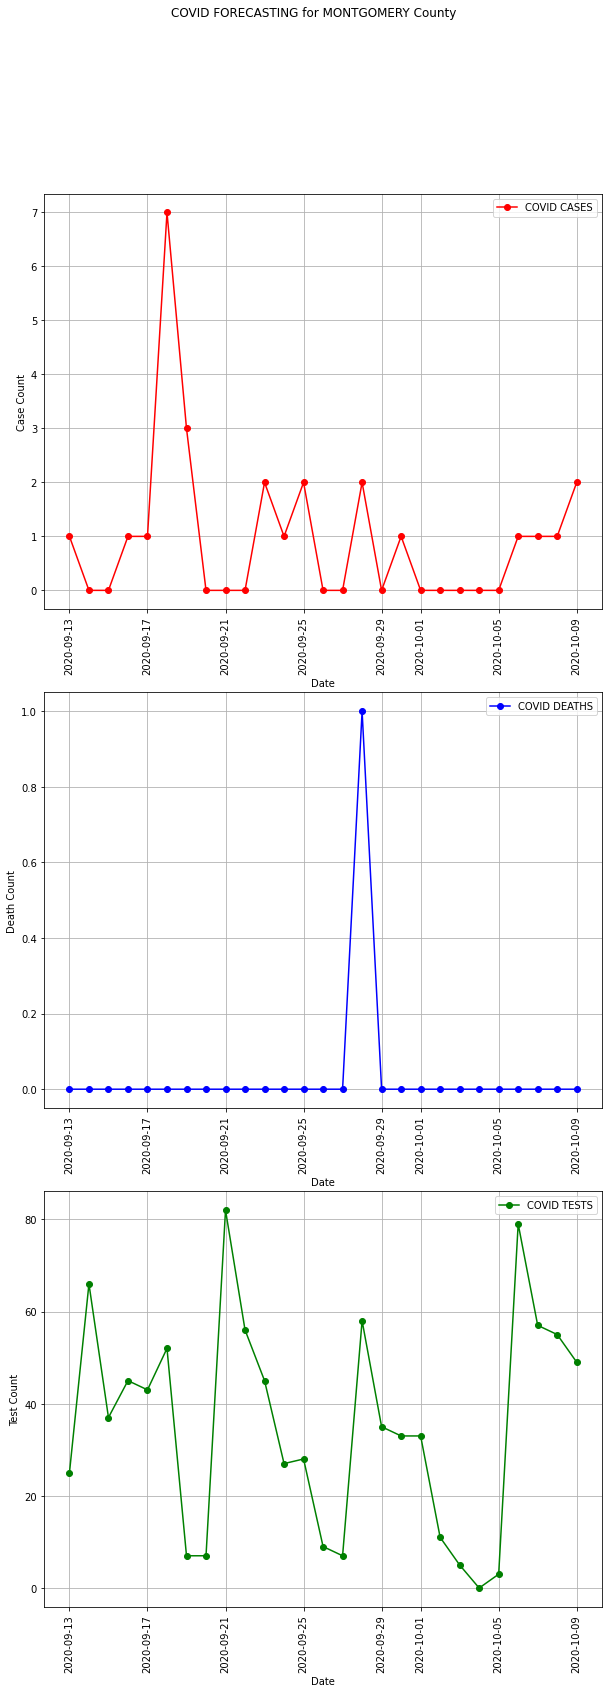 COVID FORECASTING for MONTGOMERY County
COVID CASES
7
6
5
4
3
2
1
0
Case Count
2020-09-13 2020-09-17 2020-09-21 2020-09-25 2020-09-29 2020-10-01 2020-10-05 2020-10-09
Date
COVID DEATHS
1.0
0.8
0.6
0.4
0.2
0.0
Death Count
2020-09-13 2020-09-17 2020-09-21 2020-09-25 2020-09-29 2020-10-01 2020-10-05 2020-10-09
Date
COVID TESTS
80
60
40
20
0
Test Count
2020-09-13 2020-09-17 2020-09-21 2020-09-25 2020-09-29 2020-10-01 2020-10-05 2020-10-09
Date